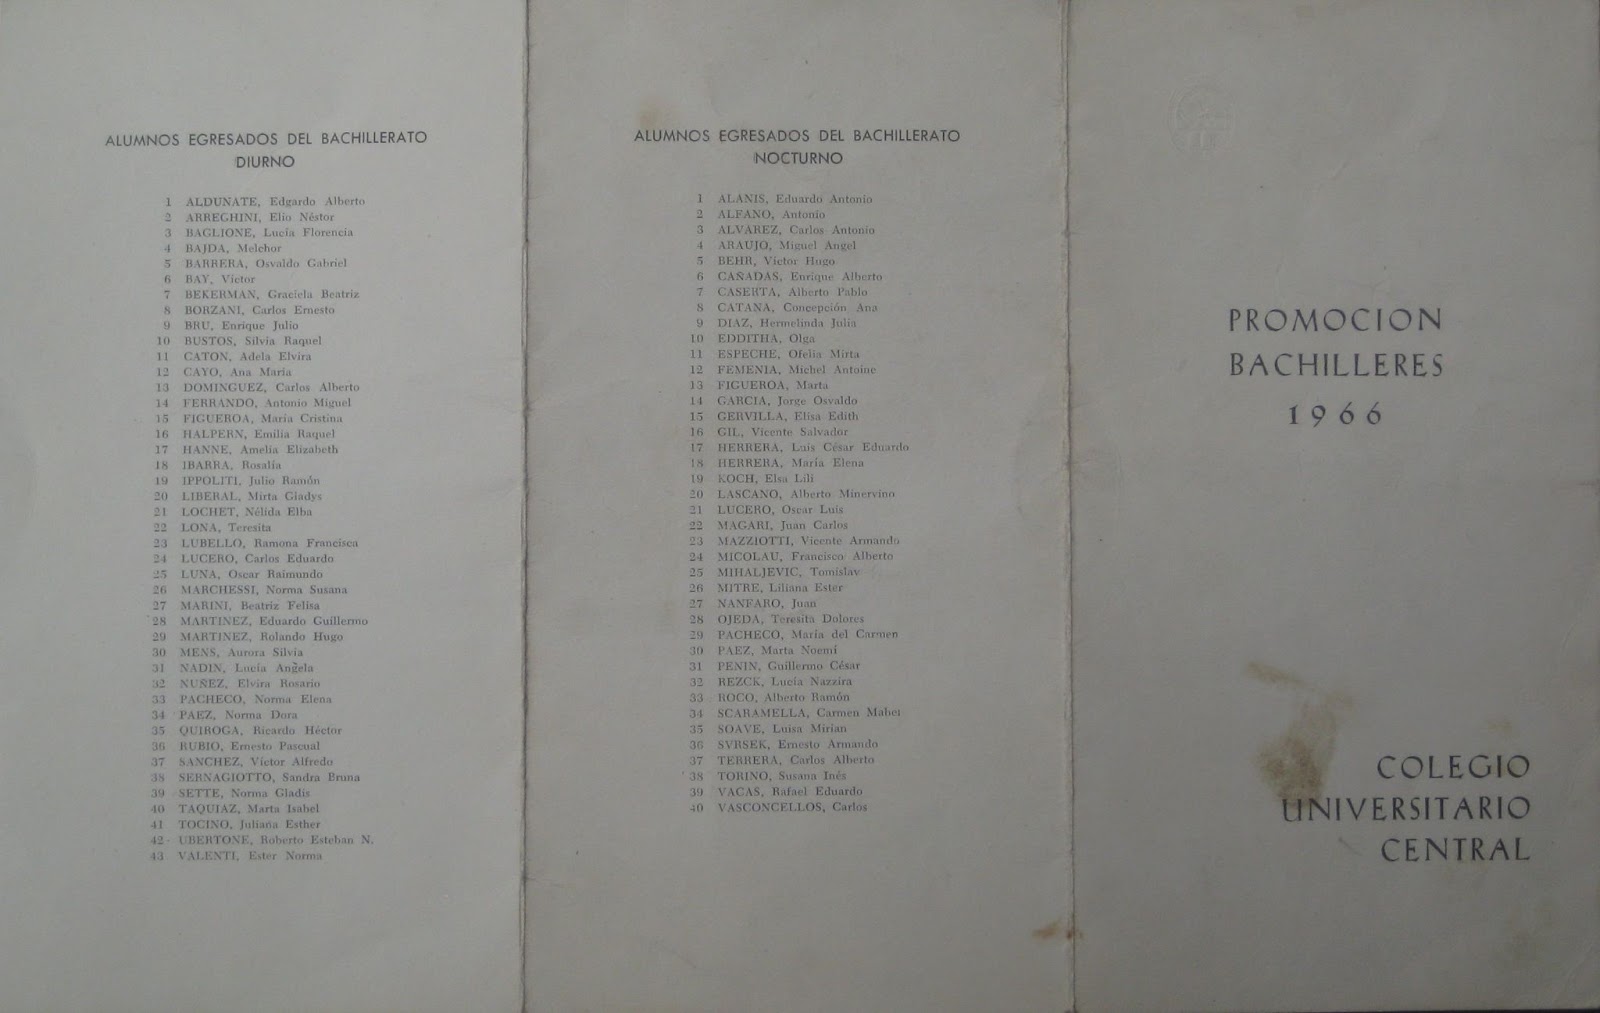 ALUMNOS EGRESADOS DEL BACHILLERATO
DIURNO
1 ALDUNATE, Edgardo Alberto
2 ARREGHINI, Elio Néstor
3 BAGLIONE, Lucía Florencia
4 BAJDA, Melchor
5 BARRERA, Osvaldo Gabriel
6 BAY, Víctor
7 BEKERMAN, Graciela Beatriz
8 BORZANI, Carlos Ernesto
9 BRU, Enrique Julio
10 BUSTOS, Silvia Raquel
11 CATON, Adela Elvira
12 CAYO, Ana María
13 DOMINGUEZ, Carlos Alberto
14 FERRANDO, Antonio Miguel
15 FIGUEROA, María Cristina
16 HALPERN, Emilia Raquel
17 HANNE, Amelia Elizabeth
18 IBARRA, Rosalía
19 IPPOLITI, Julio Ramón
20 LIBERAL, Mirta Gladys
21 LOCHET, Nélida Elba
22 LONA, Teresita
23 LUBELLO, Ramona Francisca
24 LUCERO, Carlos Eduardo
25 LUNA, Oscar Raimundo
26 MARCHESSI, Norma Susana
27 MARINI, Beatriz Felisa
28 MARTINEZ, Eduardo Guillermo
29 MARTINEZ, Rolando Hugo
30 MENS, Aurora Silvia
31 NADIN, Lucía Angela
32 NUÑEZ, Elvira Rosario
33 PACHECO, Norma Elena
34 PAEZ, Norma Dora
35 QUIROGA, Ricardo Héctor
36 RUBIO, Ernesto Pascual
37 SANCHEZ, Víctor Alfredo
38 SERNAGIOTTO, Sandra Bruna
39 SETTE, Norma Gladis
40 TAQUIAZ, Marta Isabel
41 TOCINO, Juliana Esther
42 UBERTONE, Roberto Esteban N.
43 VALENTI, Ester Norma
ALUMNOS EGRESADOS DEL BACHILLERATO
NOCTURNO
1 ALANIS, Eduardo Antonio
2 ALFANO, Antonio
3 ALVAREZ, Carlos Antonio
4 ARAUJO, Miguel Angel
5 BEHR, Víctor Hugo
6 CAÑADAS, Enrique Alberto
7 CASERTA, Alberto Pablo
8 CATANA, Concepción Ana
9 DIAZ, Hermelinda Julia
10 EDDITHA, Olga
11 ESPECHE, Ofelia Mirta
12 FEMENIA, Michel Antoine
13 FIGUEROA, Marta
14 GARCIA, Jorge Osvaldo
15 GERVILLA, Elisa Edith
16 GIL, Vicente Salvador
17 HERRERA, Luis César Eduardo
18 HERRERA, María Elena
19 KOCH, Elsa Lili
20 LASCANO, Alberto Minervino
21 LUCERO, Oscar Luis
22 MAGARI, Juan Carlos
23 MAZZIOTTI, Vicente Armando
24 MICOLAU, Francisco Alberto
25 MIHALJEVIC, Tomislav
26 MITRE, Liliana Ester
27 NANFARO, Juan
28 OJEDA, Teresita Dolores
29 PACHECO, María del Carmen
30 PAEZ, Marta Noemí
31 PENIN, Guillermo César
32 REZCK, Lucía Nazzira
33 ROCO, Alberto Ramón
34 SCARAMELLA, Carmen Mabel
35 SOAVE, Luisa Mirian
36 SVRSEK, Ernesto Armando
37 TERRERA, Carlos Alberto
38 TORINO, Susana Inés
39 VACAS, Rafael Eduardo
40 VASCONCELLOS, Carlos
PROMOCION
BACHILLERES
1966
COLEGIO
UNIVERSITARIO
CENTRAL